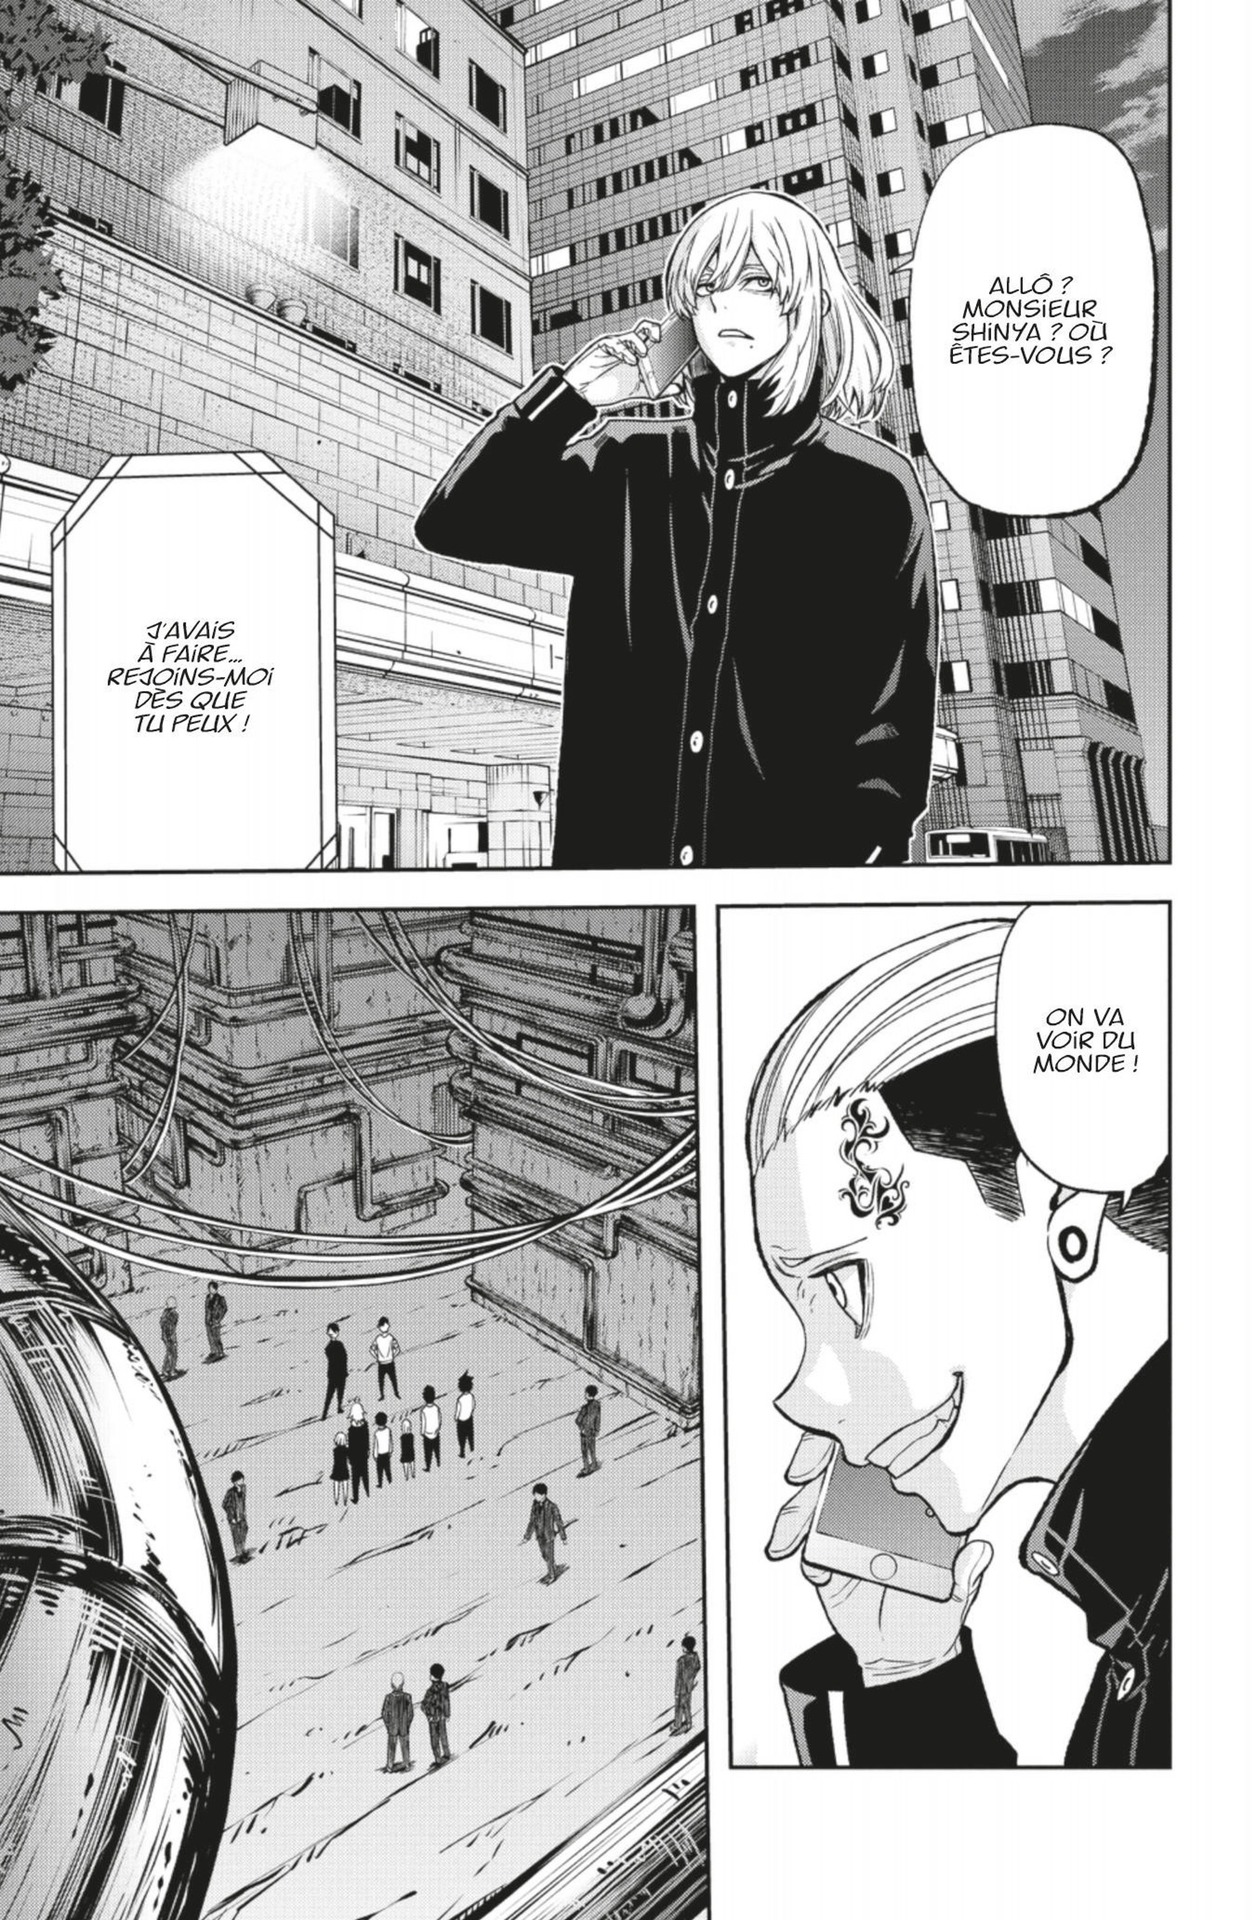 ALLÔ ?
MONSIEUR
SHINYA ? OÙ
ÊTES-VOUS ?
J'AVAIS
À FAIRE...
REJOINS-MOI
DÈS QUE
TU PEUX !
ON VA
VOIR DU
MONDE !